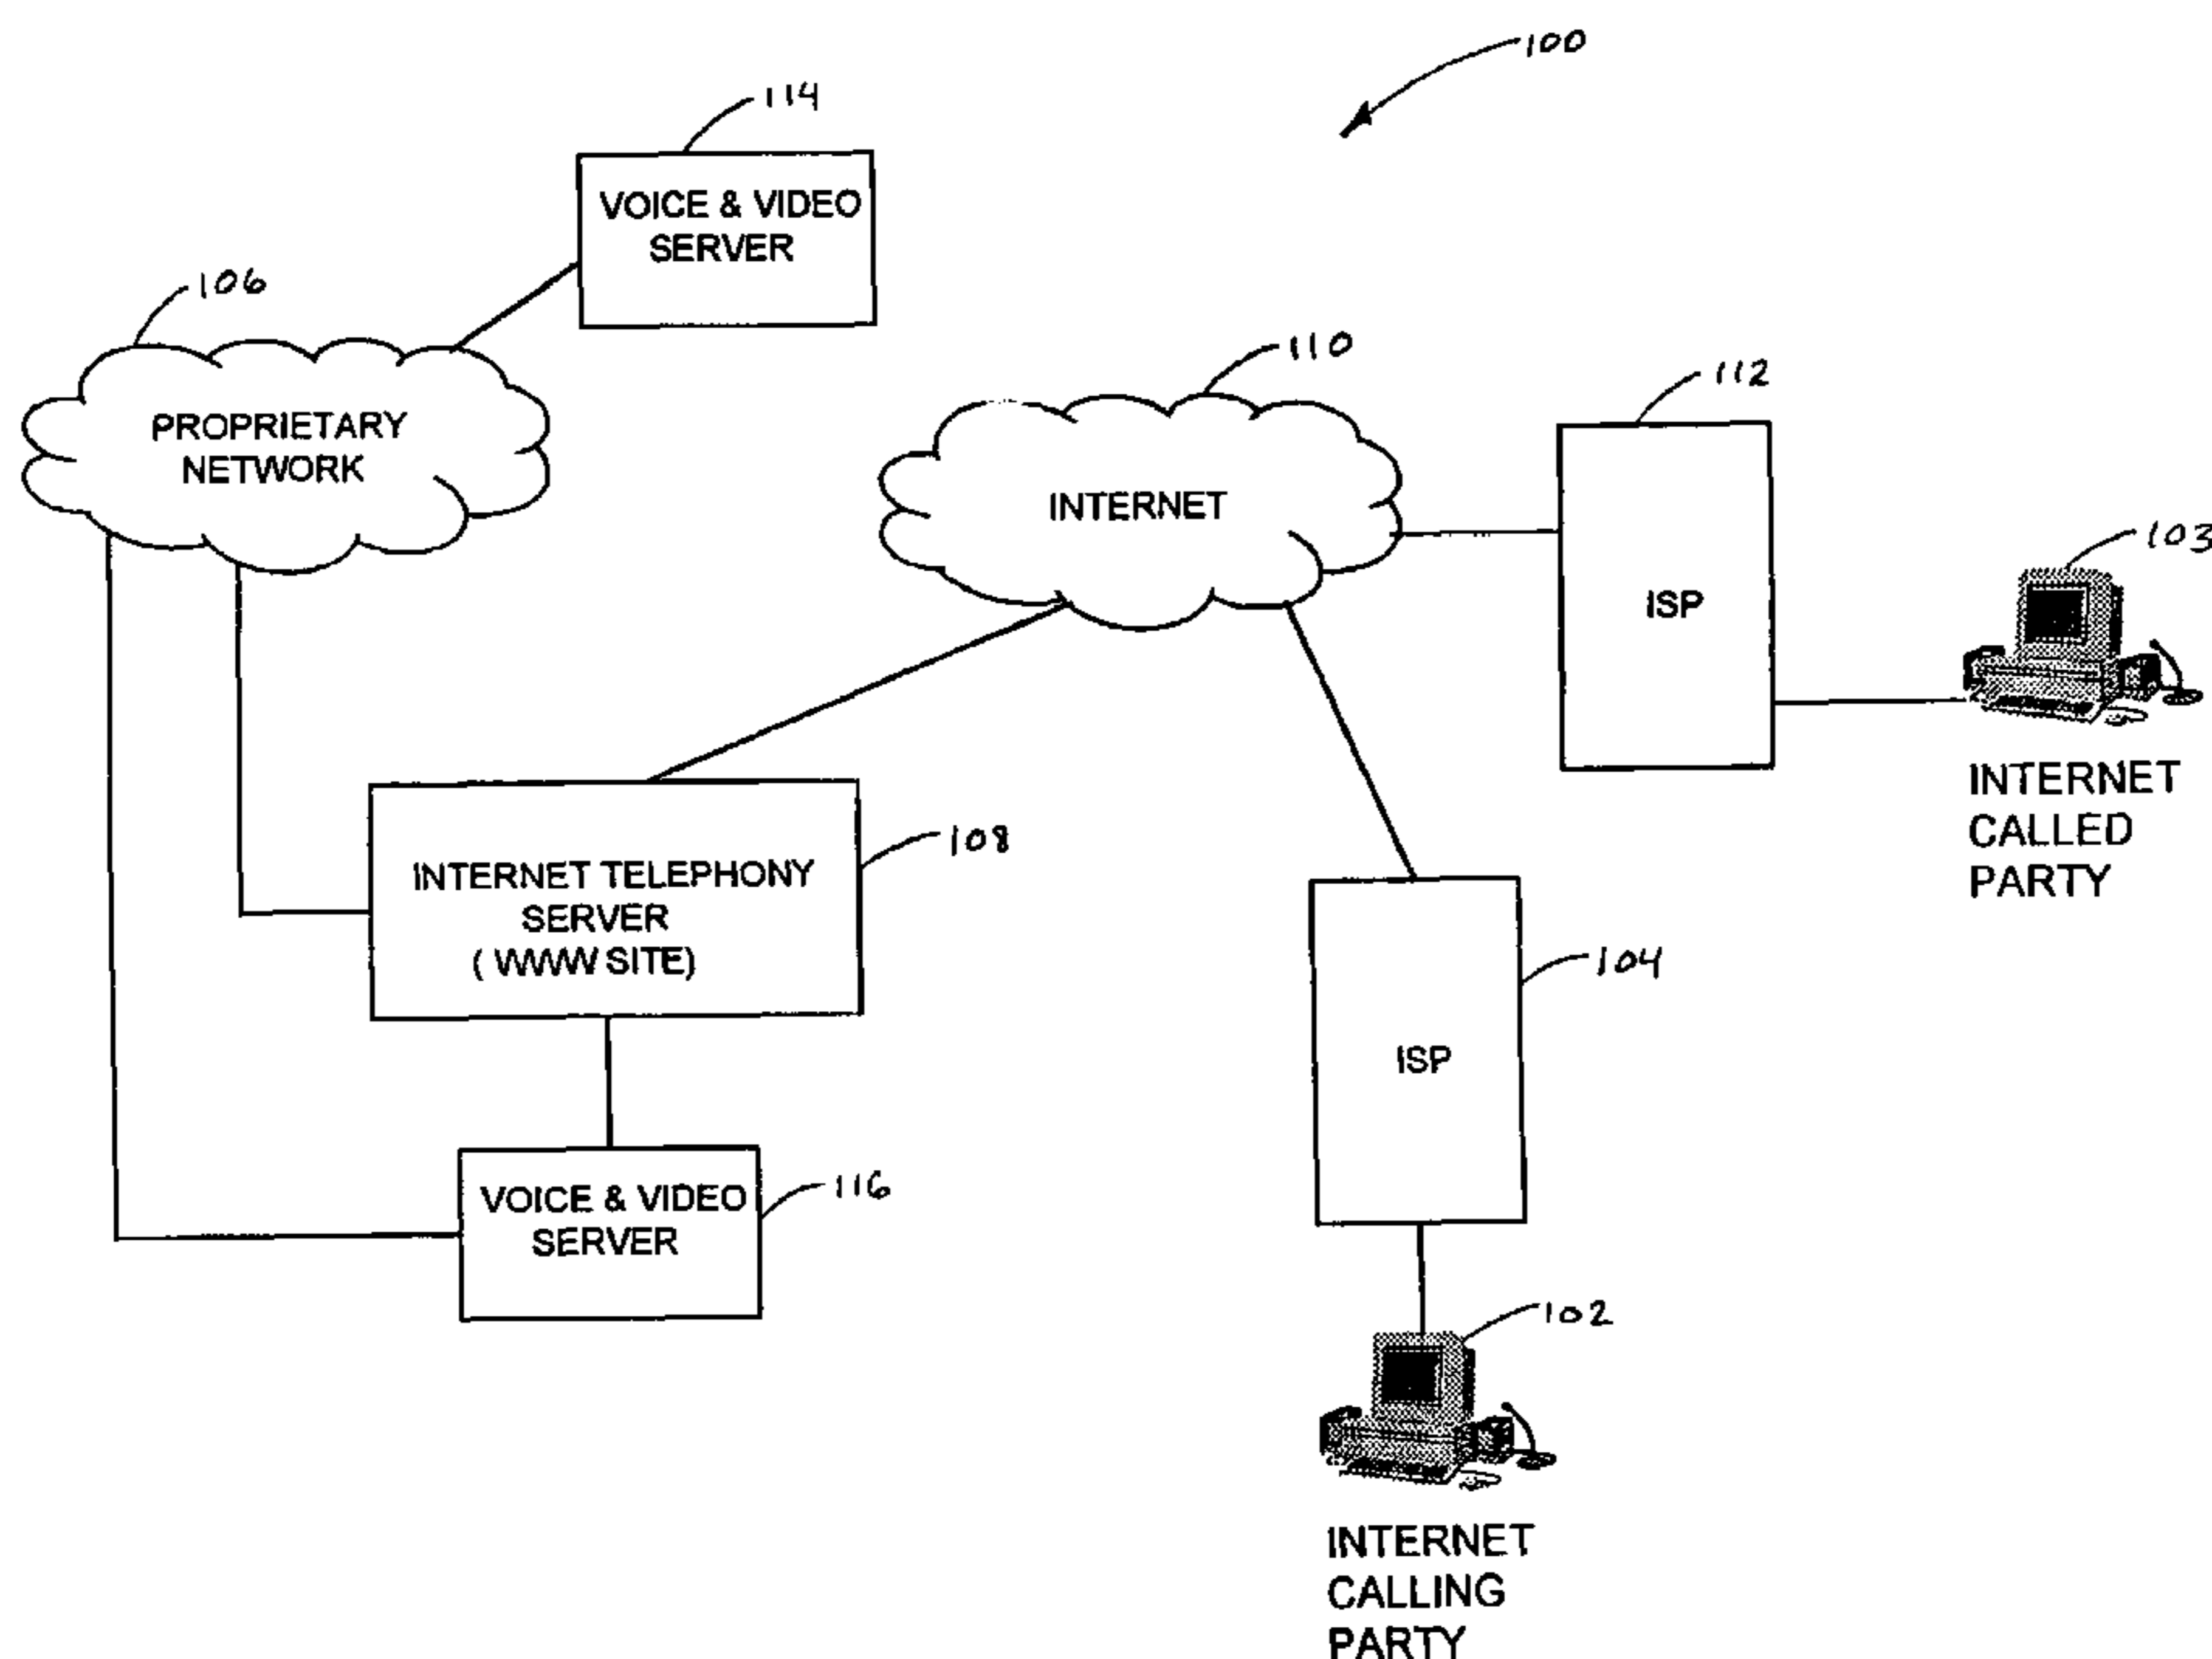 100
114
VOICE & VIDEO
SERVER
106
PROPRIETARY
NETWORK
110
INTERNET
112
ISP
103
INTERNET
CALLED
PARTY
108
INTERNET TELEPHONY
SERVER
( WWW SITE)
104
ISP
116
VOICE & VIDEO
SERVER
102
INTERNET
CALLING
PARTY